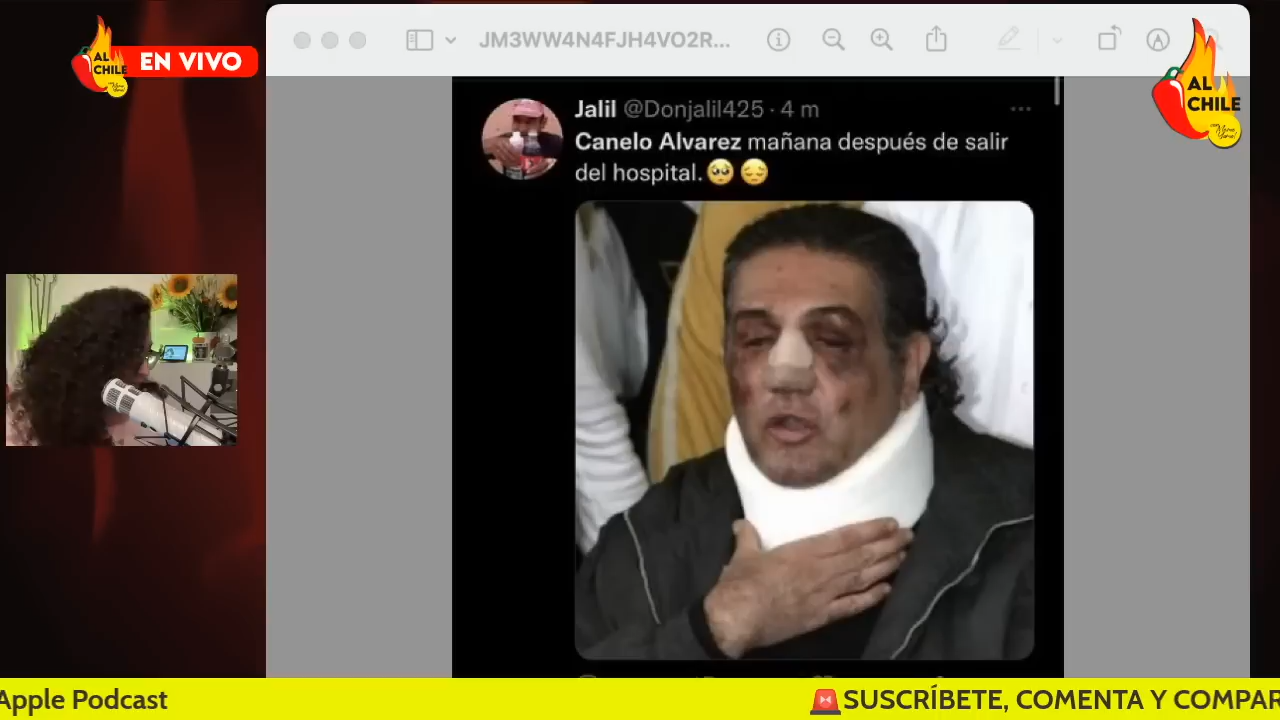 AL
CHILE
EN VIVO
JM3WW4N4FJH4VO2R...
AL
CHILE
Jalil @Donjalil425 · 4 m
Canelo Alvarez mañana después de salir
del hospital.🥺 😔
Apple Podcast
🚨SUSCRÍBETE, COMENTA Y COMPAR